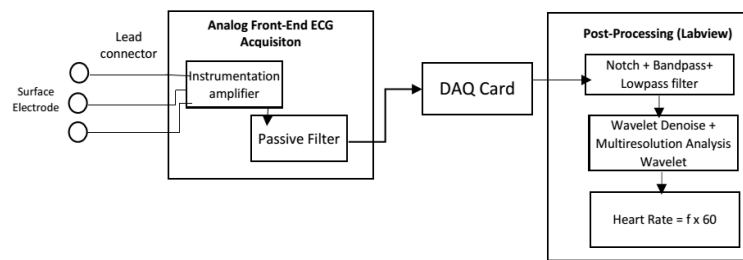 Lead
connector
Surface
Electrode
Analog Front-End ECG
Acquisiton
Instrumentation
amplifier
Passive Filter
DAQ Card
Post-Processing (Labview)
Notch + Bandpass+
Lowpass filter
Wavelet Denoise +
Multiresolution Analysis
Wavelet
Heart Rate = f x 60